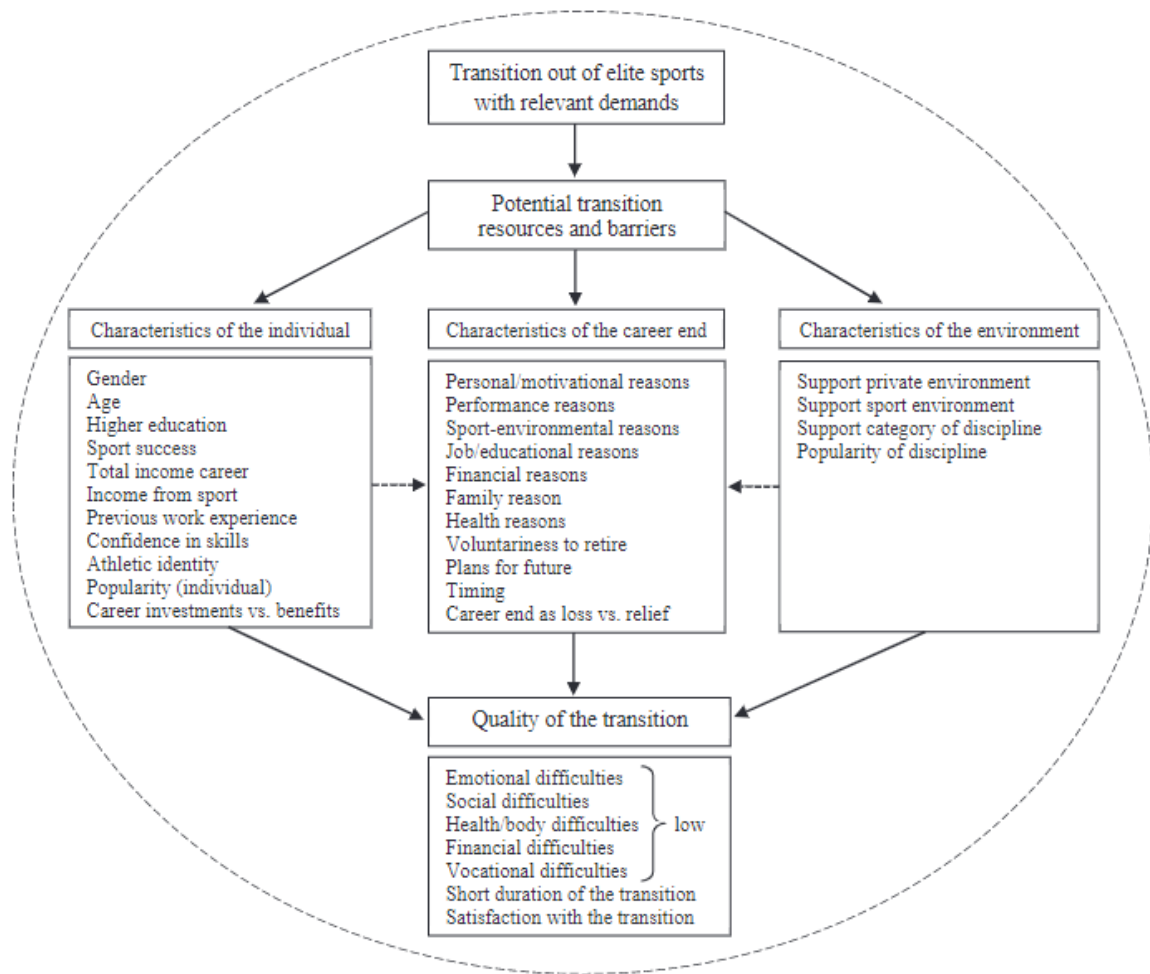 Transition out of elite sports
with relevant demands
Potential transition
resources and barriers
Characteristics of the individual
Gender
Age
Higher education
Sport success
Total income career
Income from sport
Previous work experience
Confidence in skills
Athletic identity
Popularity (individual)
Career investments vs. benefits
Characteristics of the career end
Personal/motivational reasons
Performance reasons
Sport-environmental reasons
Job/educational reasons
Financial reasons
Family reason
Health reasons
Voluntariness to retire
Plans for future
Timing
Career end as loss vs. relief
Characteristics of the environment
Support private environment
Support sport environment
Support category of discipline
Popularity of discipline
Quality of the transition
Emotional difficulties
Social difficulties
Health/body difficulties
Financial difficulties
Vocational difficulties
low
Short duration of the transition
Satisfaction with the transition